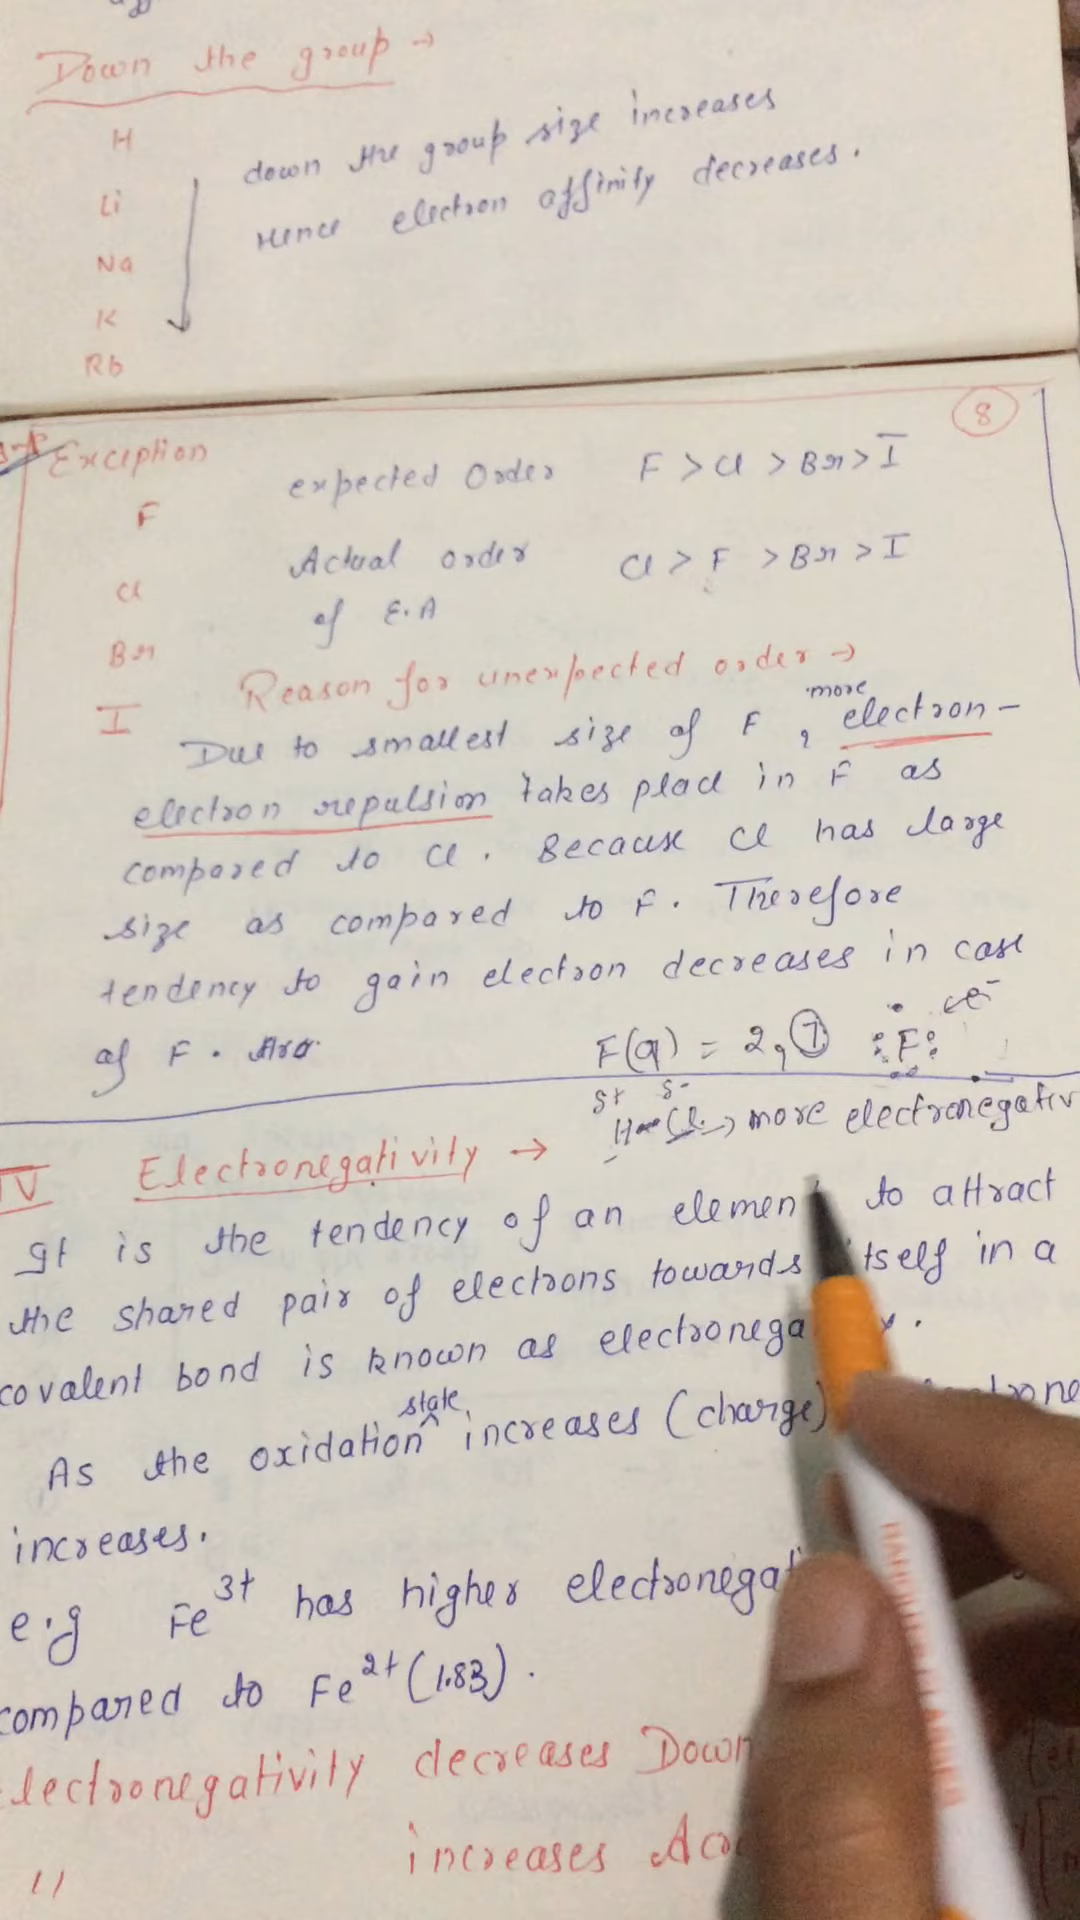 Down the group →
H
Li
Na
K
Rb
down the group size increases
Hence electron affinity decreases.
8
Exception
F
Cl
Br
I
expected Order F > Cl > Br > I
Actual order Cl > F > Br > I
of E.A
Reason for unexpected order →
Due to smallest size of F, more electron-
electron repulsion takes place in F as
compared to Cl. Because Cl has large
size as compared to F. Therefore
tendency to gain electron decreases in case
of F.
F(9) = 2,7 :F: e-
δ+ δ-
H Cl → more electronegativ
IV Electronegativity →
It is the tendency of an element to attract
the shared pair of electrons towards itself in a
covalent bond is known as electronega
As the oxidation state increases (charge)
increases.
e.g Fe3+ has higher electronegat
compared to Fe2+ (1.83).
lectronegativity decreases Down
increases Acr
11